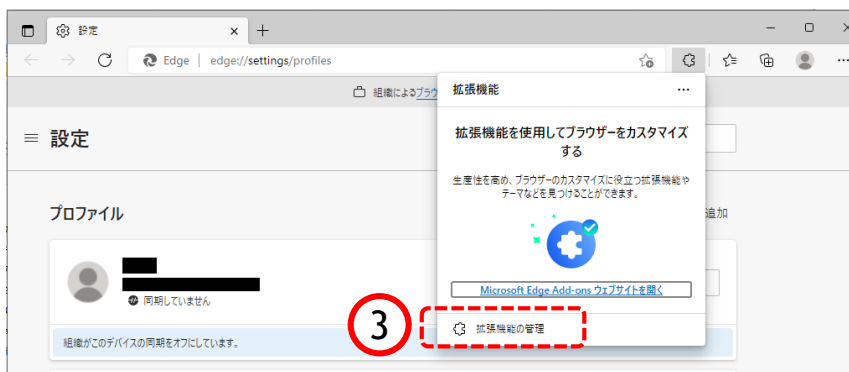 設定
Edge | edge://settings/profiles
組織によるブラウ
拡張機能
設定
拡張機能を使用してブラウザーをカスタマイズ
する
生産性を高め、ブラウザーのカスタマイズに役立つ拡張機能や
テーマなどを見つけることができます。
プロファイル
追加
同期していません
Microsoft Edge Add-ons ウェブサイトを開く
3
拡張機能の管理
組織がこのデバイスの同期をオフにしています。